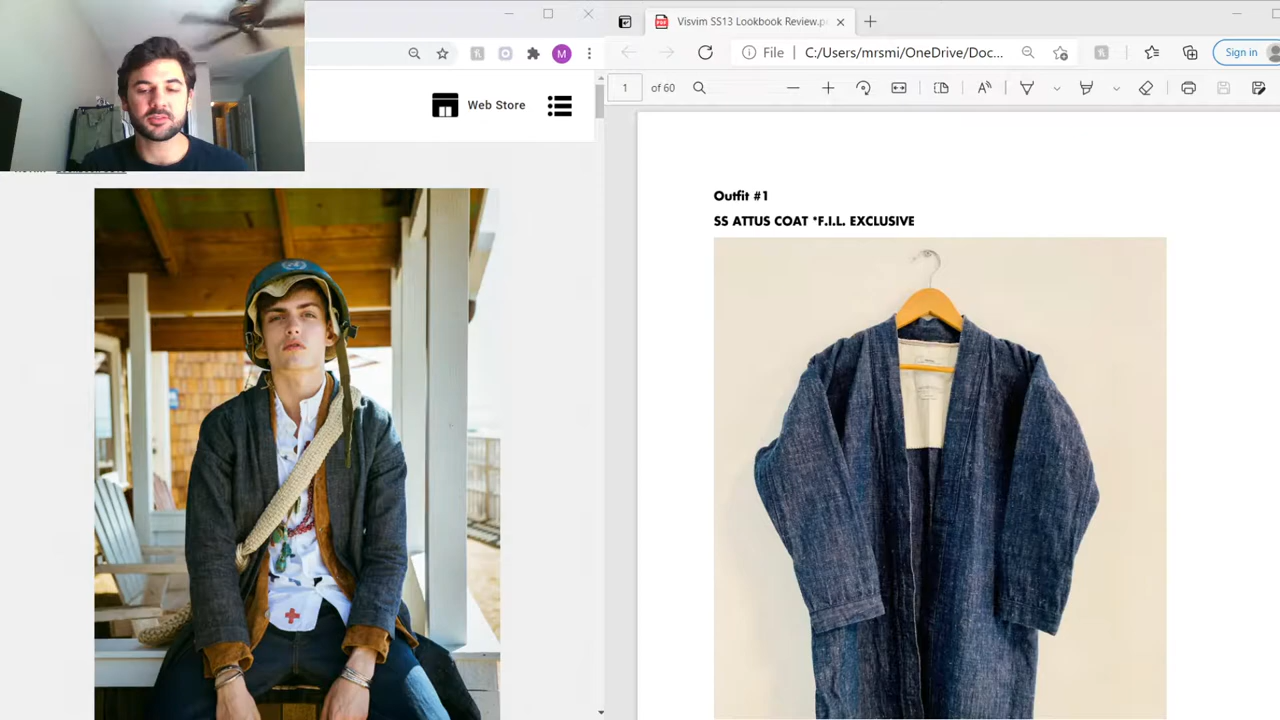 Visvim SS13 Lookbook Review.p
File
C:/Users/mrsmi/OneDrive/Doc...
Sign in
M
Web Store
1 of 60
Outfit #1
SS ATTUS COAT *F.I.L. EXCLUSIVE